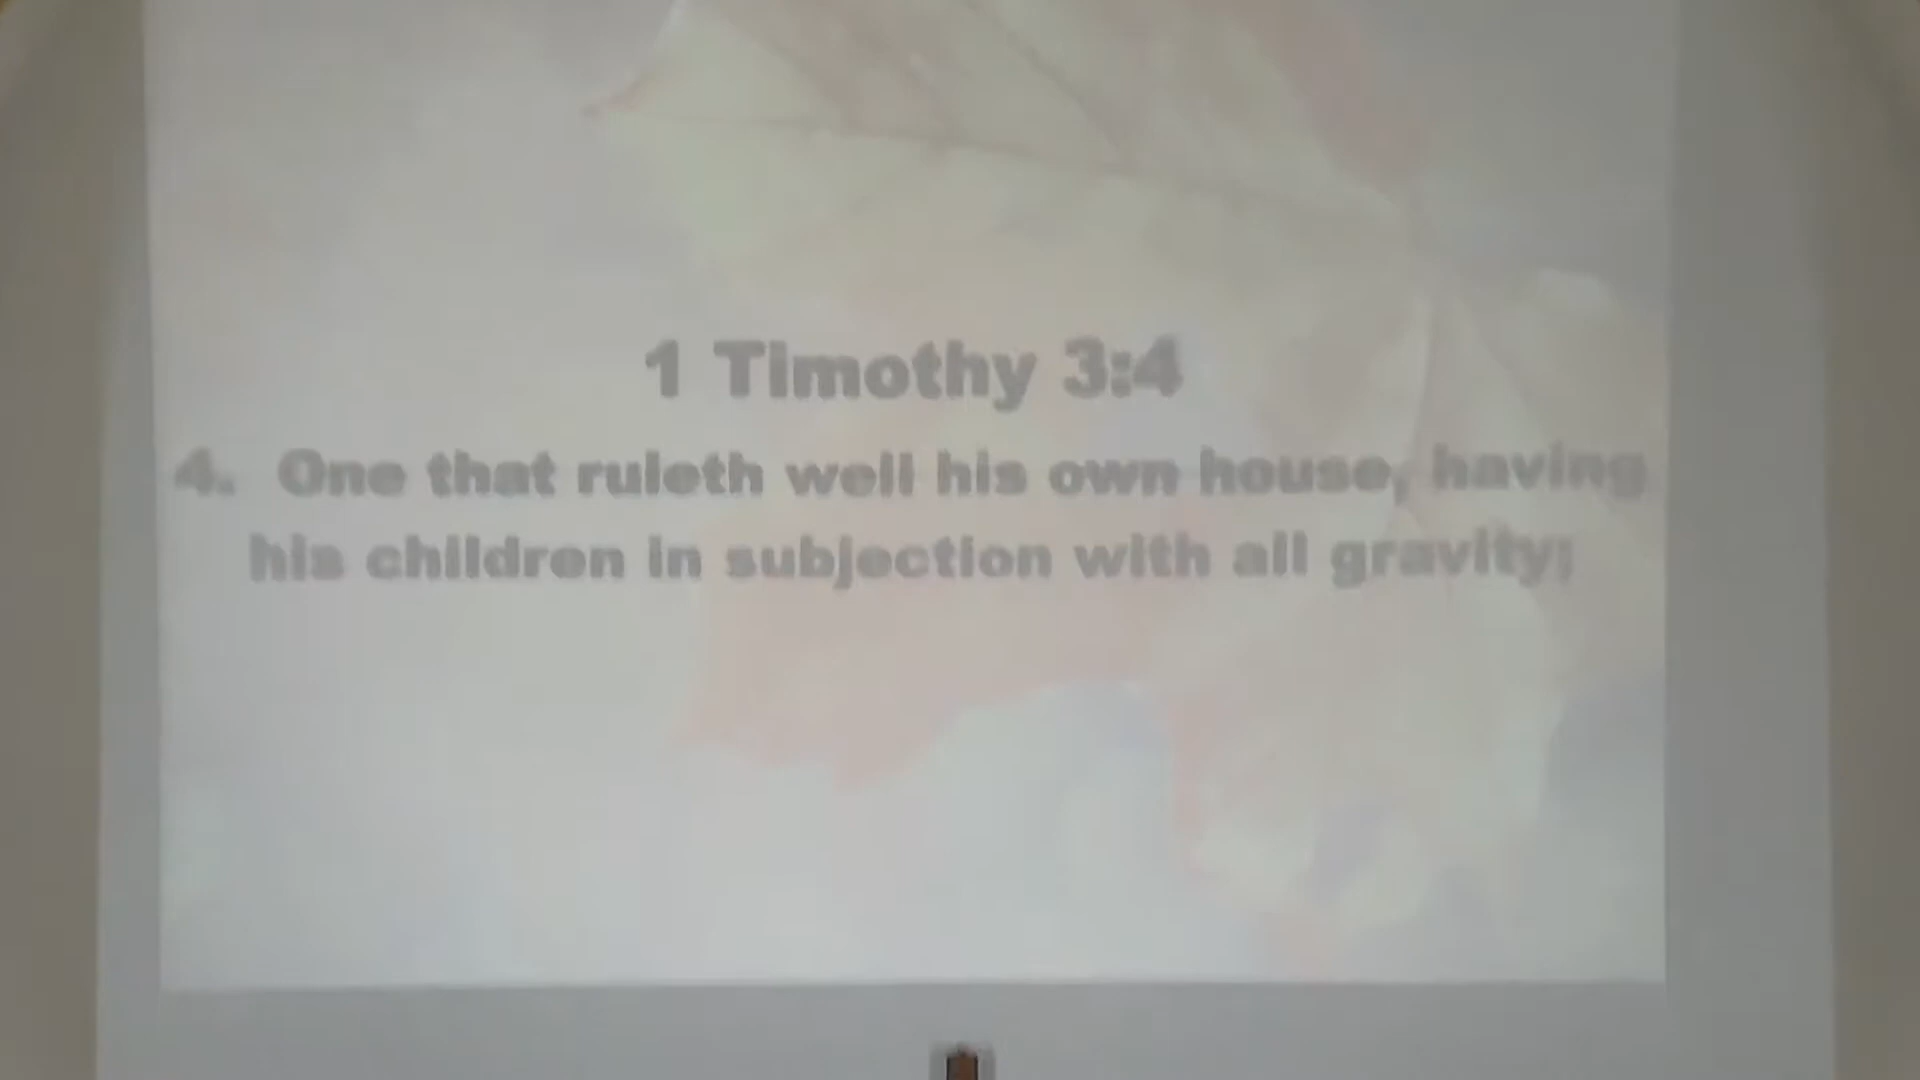 1 Timothy 3:4
4. One that ruleth well his own house, having
his children in subjection with all gravity;